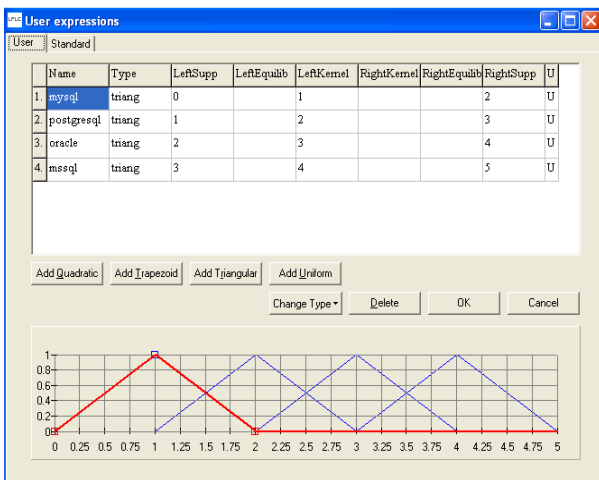 User expressions
User Standard
Name Type LeftSupp LeftEquilib LeftKernel RightKernel RightEquilib RightSupp U
1. mysql triang 0 1 2 U
2. postgresql triang 1 2 3 U
3. oracle triang 2 3 4 U
4. mssql triang 3 4 5 U
Add Quadratic Add Trapezoid Add Triangular Add Uniform
Change Type Delete OK Cancel
1
0.8
0.6
0.4
0.2
0
0 0.25 0.5 0.75 1 1.25 1.5 1.75 2 2.25 2.5 2.75 3 3.25 3.5 3.75 4 4.25 4.5 4.75 5